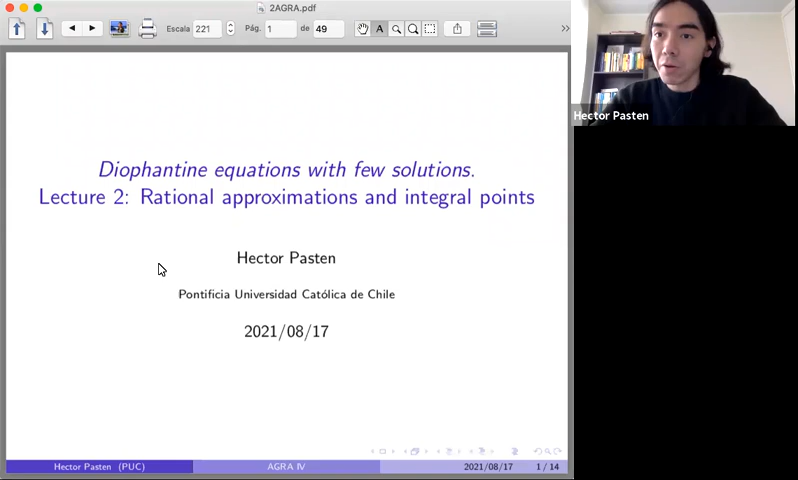 2AGRA.pdf
Escala 221 Pág. 1 de 49
A
Hector Pasten
Diophantine equations with few solutions.
Lecture 2: Rational approximations and integral points
Hector Pasten
Pontificia Universidad Católica de Chile
2021/08/17
Hector Pasten (PUC) AGRA IV 2021/08/17 1 / 14